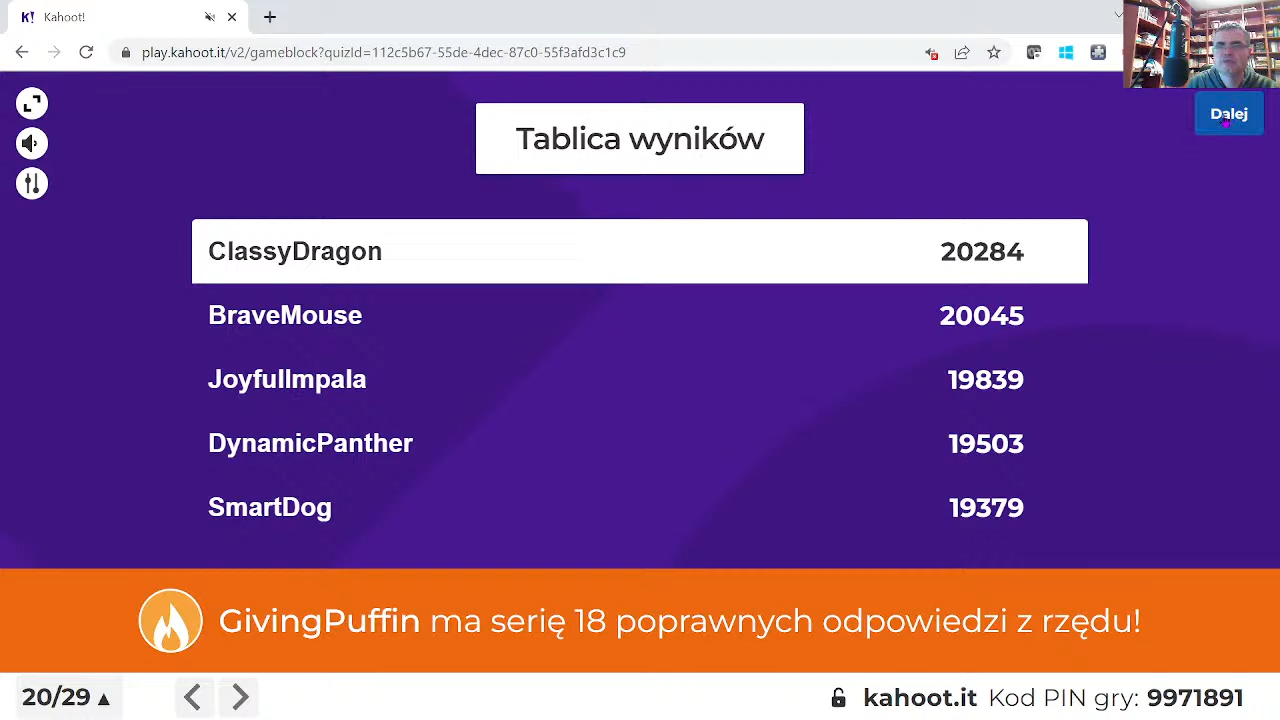 Kahoot!
play.kahoot.it/v2/gameblock?quizId=112c5b67-55de-4dec-87c0-55f3afd3c1c9
Dalej
Tablica wyników
ClassyDragon 20284
BraveMouse 20045
JoyfulImpala 19839
DynamicPanther 19503
SmartDog 19379
GivingPuffin ma serię 18 poprawnych odpowiedzi z rzędu!
20/29 ▲
kahoot.it Kod PIN gry: 9971891